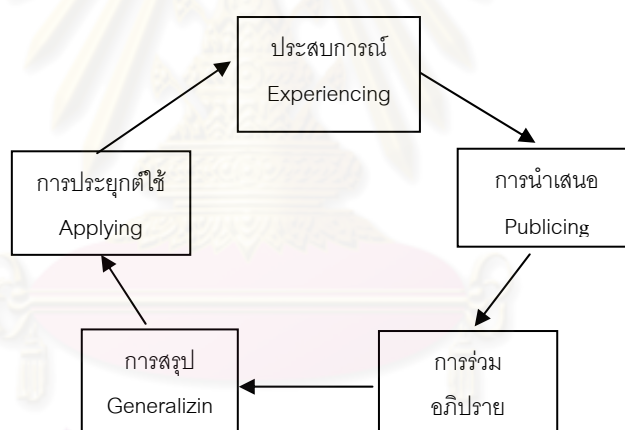 ประสบการณ์
Experiencing
การนำเสนอ
Publicing
การร่วม
อภิปราย
การสรุป
Generalizin
การประยุกต์ใช้
Applying